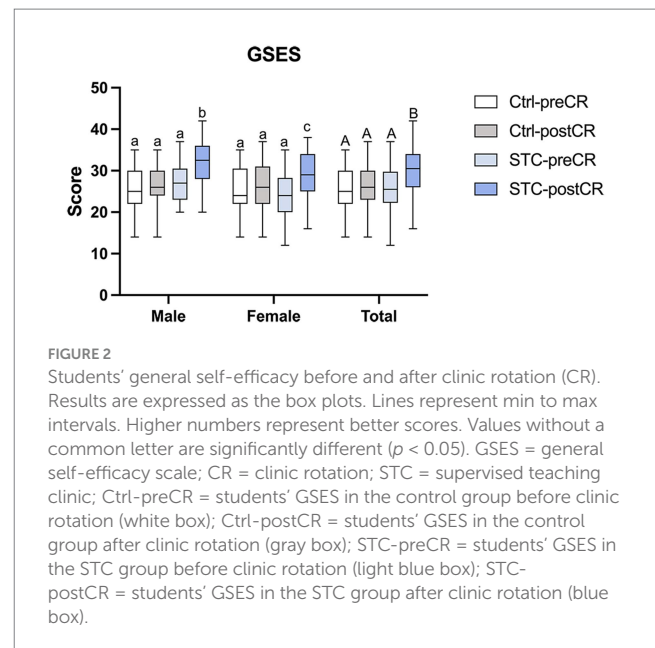 GSES
50
40
30
20
10
0
Score
a a a b
a a a c
A A A B
Male Female Total
Ctrl-preCR
Ctrl-postCR
STC-preCR
STC-postCR
FIGURE 2
Students’ general self-efficacy before and after clinic rotation (CR).
Results are expressed as the box plots. Lines represent min to max
intervals. Higher numbers represent better scores. Values without a
common letter are significantly different (p < 0.05). GSES = general
self-efficacy scale; CR = clinic rotation; STC = supervised teaching
clinic; Ctrl-preCR = students’ GSES in the control group before clinic
rotation (white box); Ctrl-postCR = students’ GSES in the control
group after clinic rotation (gray box); STC-preCR = students’ GSES in
the STC group before clinic rotation (light blue box); STC-
postCR = students’ GSES in the STC group after clinic rotation (blue
box).